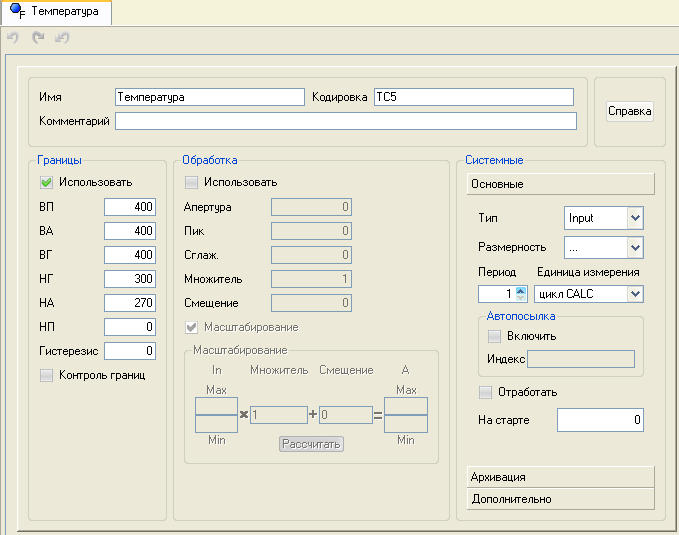 F Температура
Имя Температура Кодировка ТС5
Комментарий
Справка
Границы
Использовать
ВП 400
ВА 400
ВГ 400
НГ 300
НА 270
НП 0
Гистерезис 0
Контроль границ
Обработка
Использовать
Апертура 0
Пик 0
Сглаж. 0
Множитель 1
Смещение 0
Масштабирование
Масштабирование
In Множитель Смещение A
Max Max
× 1 + 0 =
Min Min
Рассчитать
Системные
Основные
Тип Input
Размерность ...
Период Единица измерения
1 цикл CALC
Автопосылка
Включить
Индекс
Отработать
На старте 0
Архивация
Дополнительно